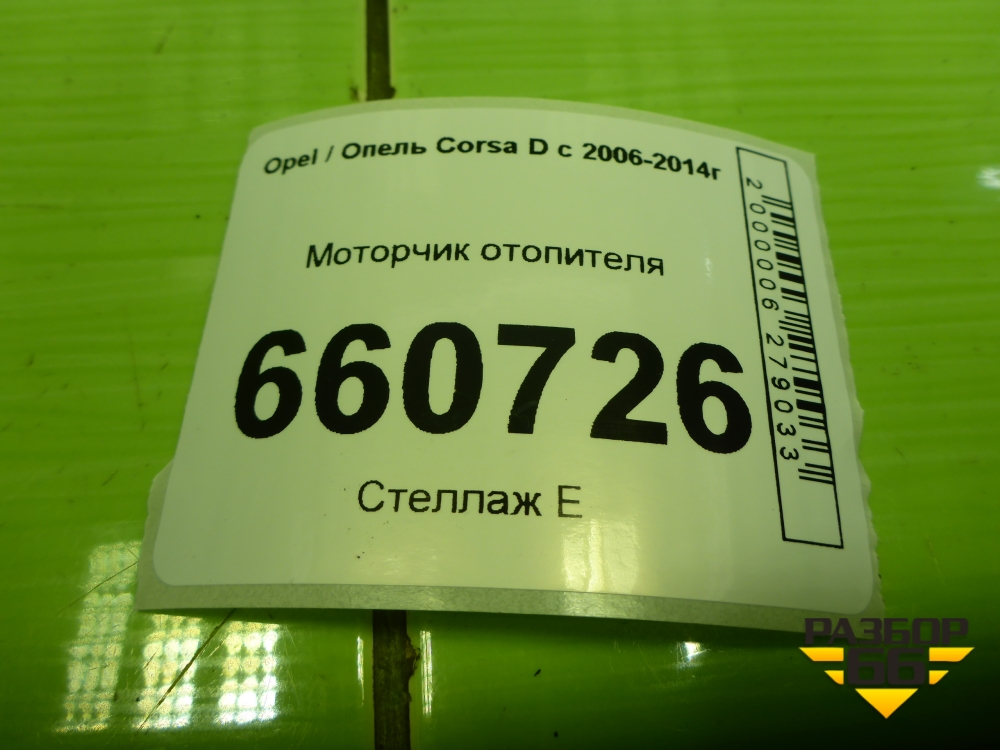 Opel / Опель Corsa D с 2006-2014г
Моторчик отопителя
660726
Стеллаж Е
2000006279033
РАЗБОР
66